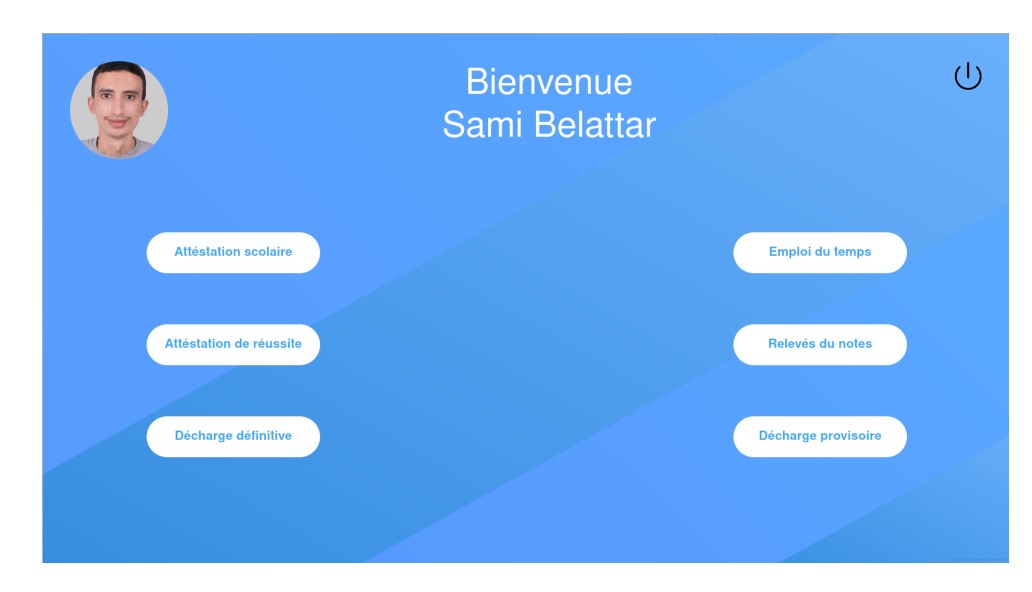 Bienvenue
Sami Belattar
Attéstation scolaire
Emploi du temps
Attéstation de réussite
Relevés du notes
Décharge définitive
Décharge provisoire